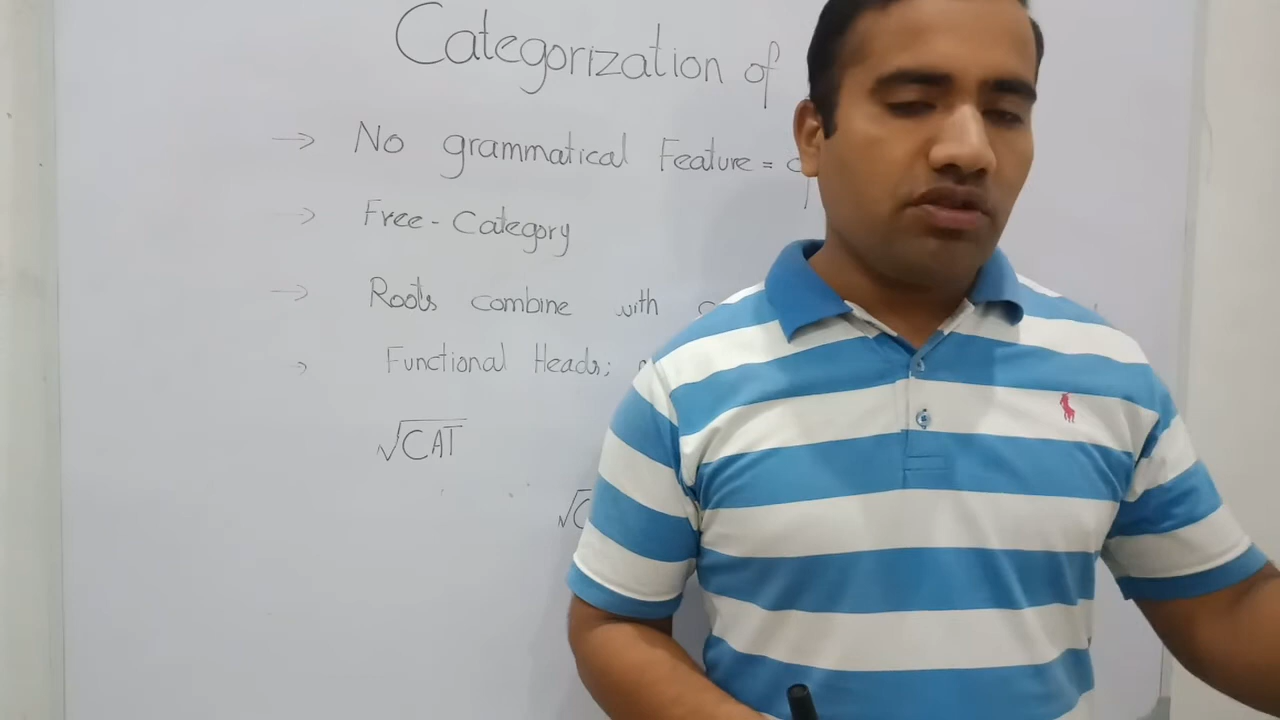 Categorization of
No grammatical Feature =
Free - Category
Roots combine with
Functional Heads;
√CAT